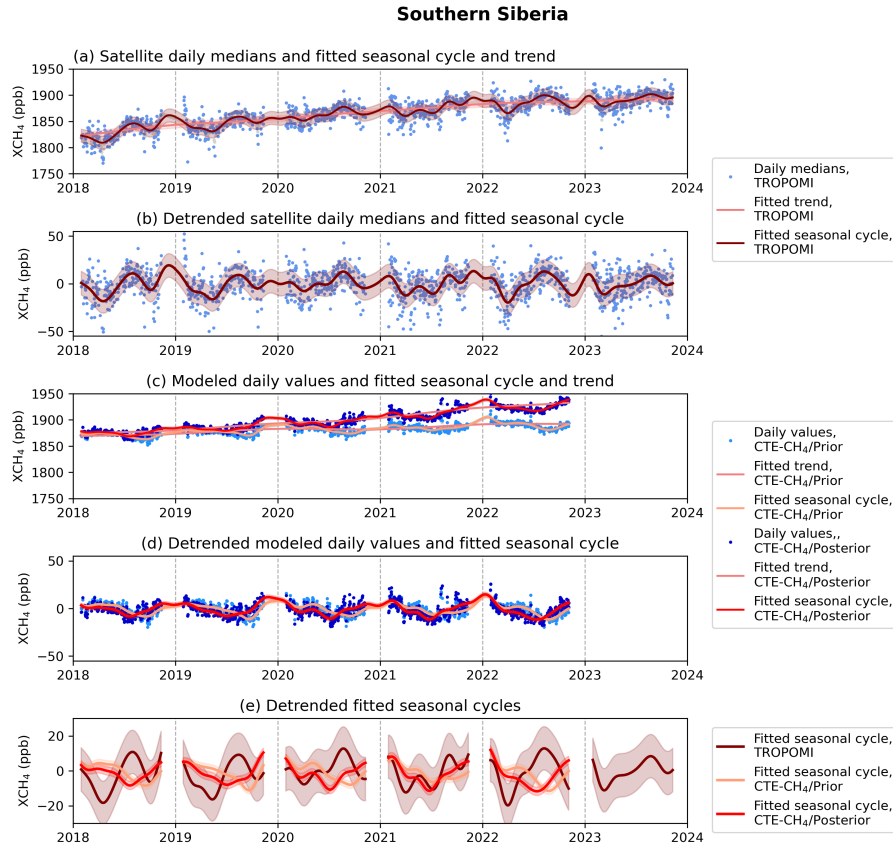 Southern Siberia
(a) Satellite daily medians and fitted seasonal cycle and trend
XCH₄ (ppb)
1950
1900
1850
1800
1750
2018 2019 2020 2021 2022 2023 2024
Daily medians,
TROPOMI
Fitted trend,
TROPOMI
Fitted seasonal cycle,
TROPOMI
(b) Detrended satellite daily medians and fitted seasonal cycle
XCH₄ (ppb)
50
0
−50
2018 2019 2020 2021 2022 2023 2024
(c) Modeled daily values and fitted seasonal cycle and trend
XCH₄ (ppb)
1950
1900
1850
1800
1750
2018 2019 2020 2021 2022 2023 2024
Daily values,
CTE-CH₄/Prior
Fitted trend,
CTE-CH₄/Prior
Fitted seasonal cycle,
CTE-CH₄/Prior
Daily values,,
CTE-CH₄/Posterior
Fitted trend,
CTE-CH₄/Posterior
Fitted seasonal cycle,
CTE-CH₄/Posterior
(d) Detrended modeled daily values and fitted seasonal cycle
XCH₄ (ppb)
50
0
−50
2018 2019 2020 2021 2022 2023 2024
(e) Detrended fitted seasonal cycles
XCH₄ (ppb)
20
0
−20
2018 2019 2020 2021 2022 2023 2024
Fitted seasonal cycle,
TROPOMI
Fitted seasonal cycle,
CTE-CH₄/Prior
Fitted seasonal cycle,
CTE-CH₄/Posterior